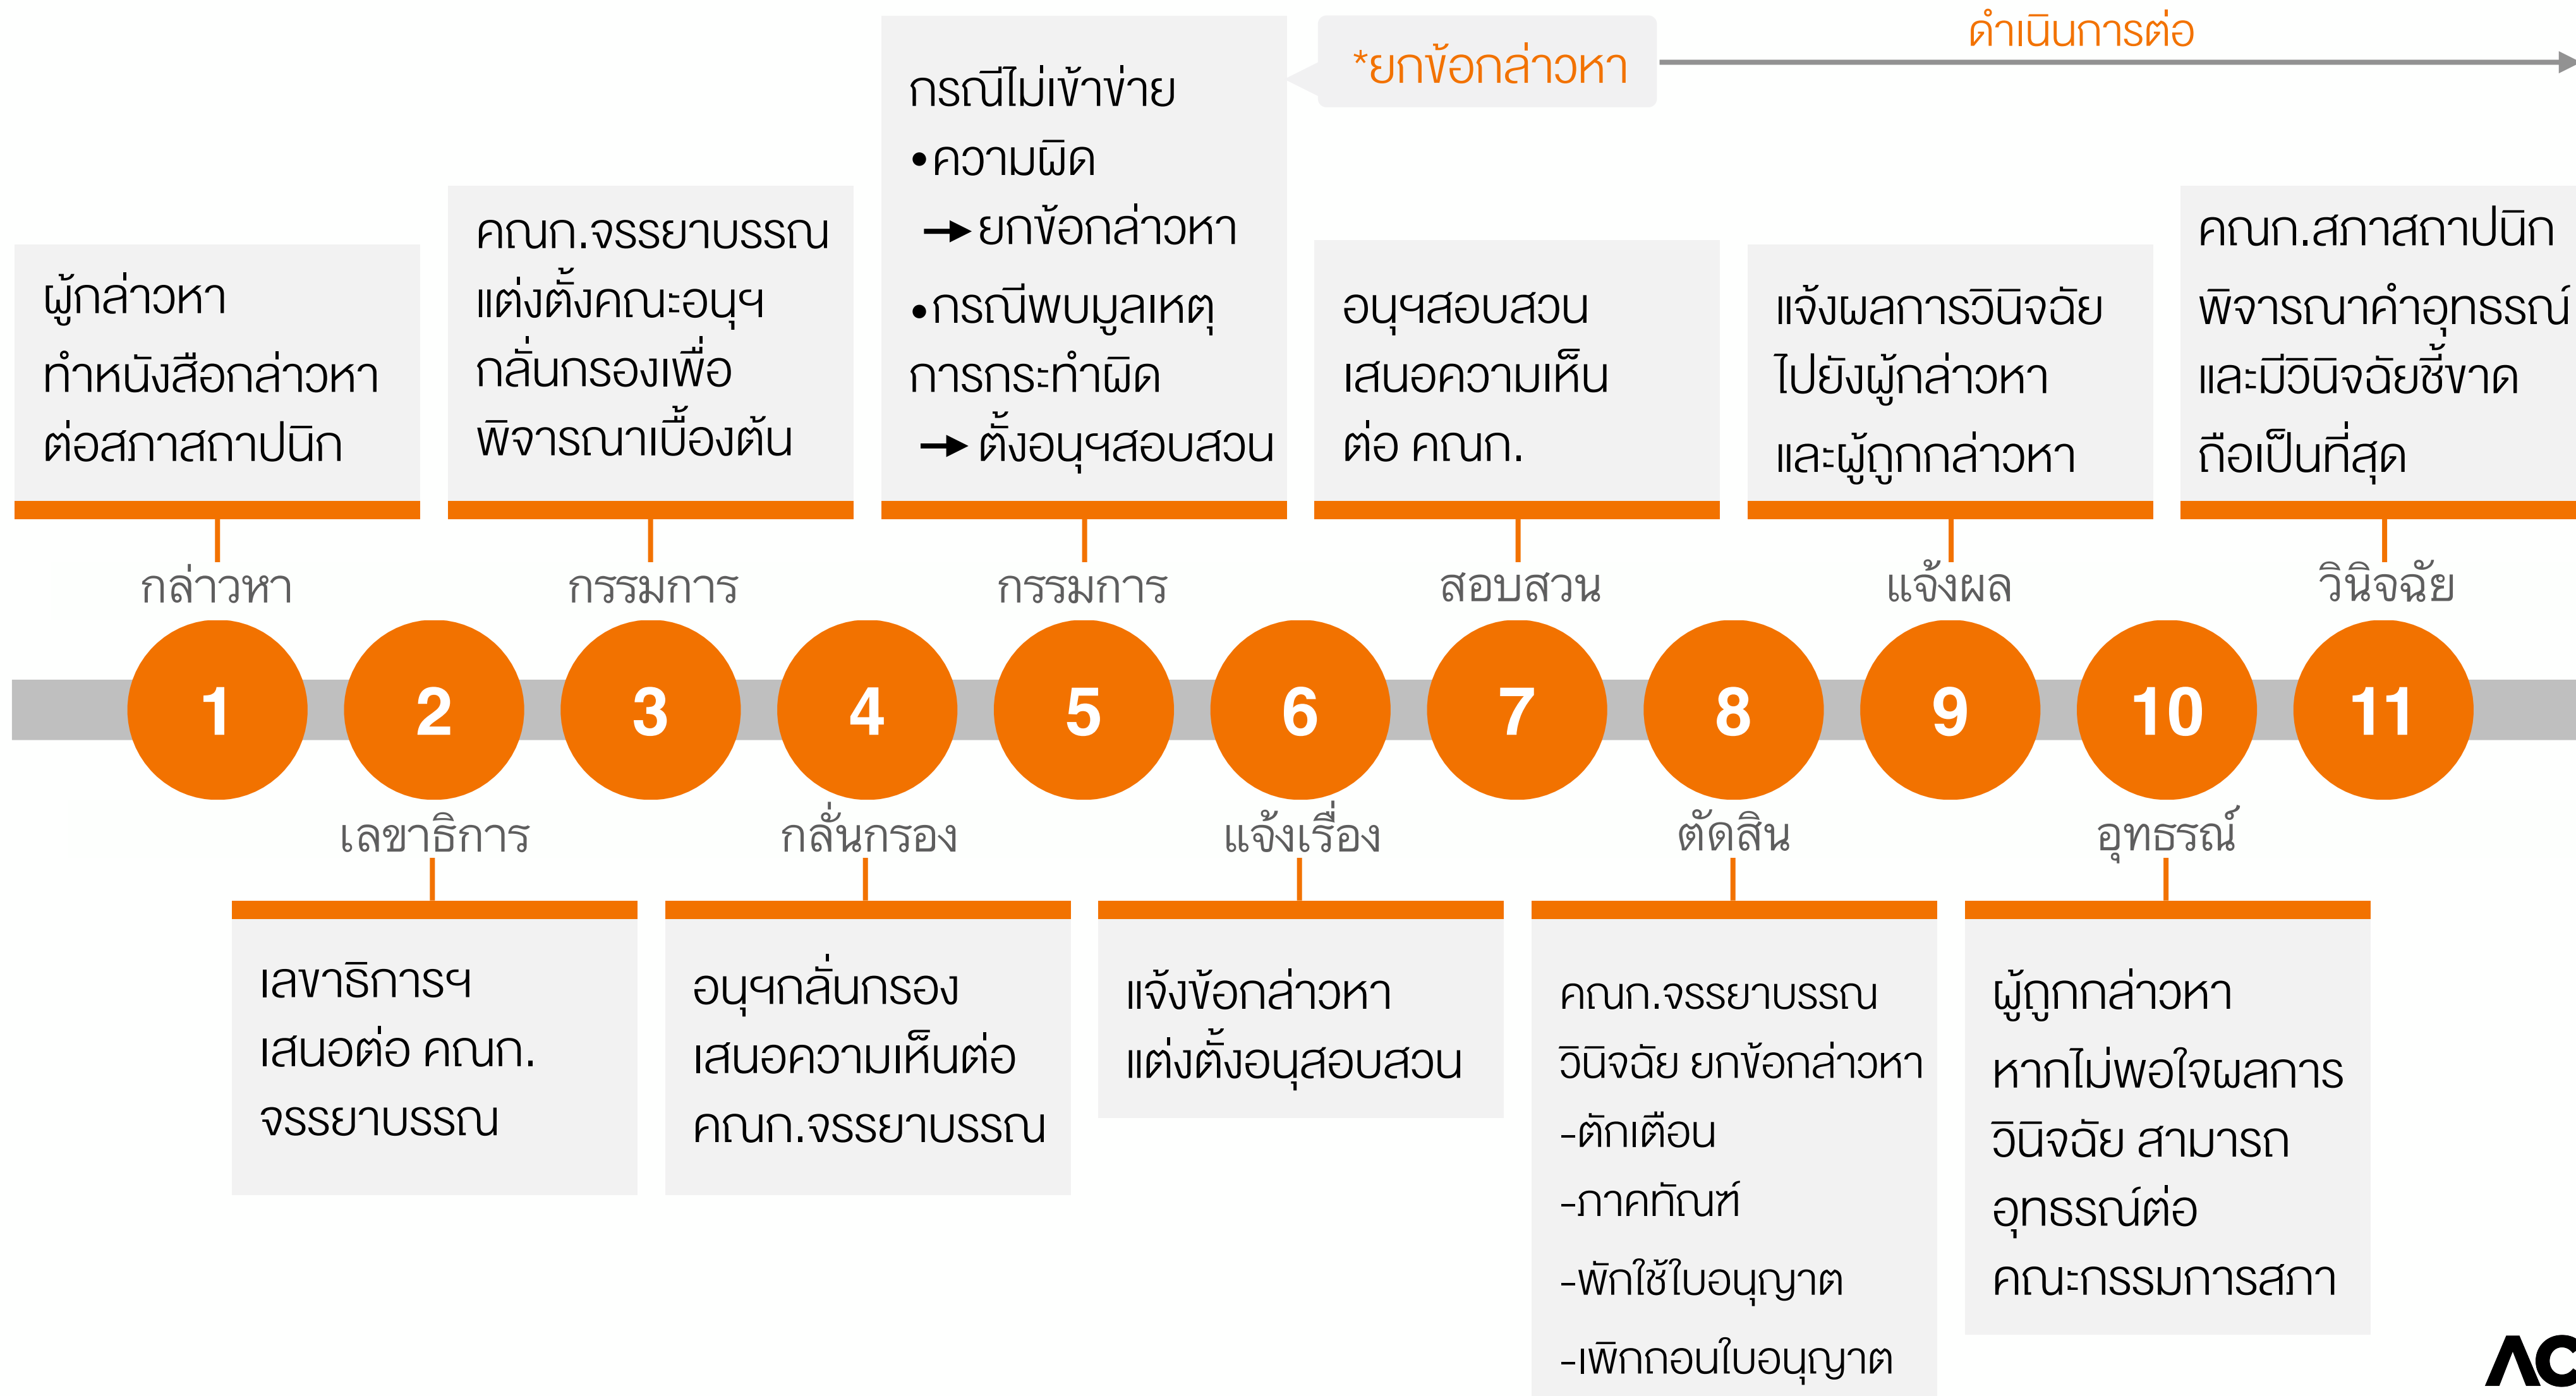 ดำเนินการต่อ
*ยกข้อกล่าวหา
กรณีไม่เข้าข่าย
•ความผิด
→ ยกข้อกล่าวหา
•กรณีพบมูลเหตุ
การกระทำผิด
→ ตั้งอนุฯสอบสวน
ผู้กล่าวหา
ทำหนังสือกล่าวหา
ต่อสภาสถาปนิก
คณก.จรรยาบรรณ
แต่งตั้งคณะอนุฯ
กลั่นกรองเพื่อ
พิจารณาเบื้องต้น
อนุฯสอบสวน
เสนอความเห็น
ต่อ คณก.
แจ้งผลการวินิจฉัย
ไปยังผู้กล่าวหา
และผู้ถูกกล่าวหา
คณก.สภาสถาปนิก
พิจารณาคำอุทธรณ์
และมีวินิจฉัยชี้ขาด
ถือเป็นที่สุด
กล่าวหา
กรรมการ
กรรมการ
สอบสวน
แจ้งผล
วินิจฉัย
1
2
3
4
5
6
7
8
9
10
11
เลขาธิการ
กลั่นกรอง
แจ้งเรื่อง
ตัดสิน
อุทธรณ์
เลขาธิการฯ
เสนอต่อ คณก.
จรรยาบรรณ
อนุฯกลั่นกรอง
เสนอความเห็นต่อ
คณก.จรรยาบรรณ
แจ้งข้อกล่าวหา
แต่งตั้งอนุสอบสวน
คณก.จรรยาบรรณ
วินิจฉัย ยกข้อกล่าวหา
-ตักเตือน
-ภาคทัณฑ์
-พักใช้ใบอนุญาต
-เพิกถอนใบอนุญาต
ผู้ถูกกล่าวหา
หากไม่พอใจผลการ
วินิจฉัย สามารถ
อุทธรณ์ต่อ
คณะกรรมการสภา